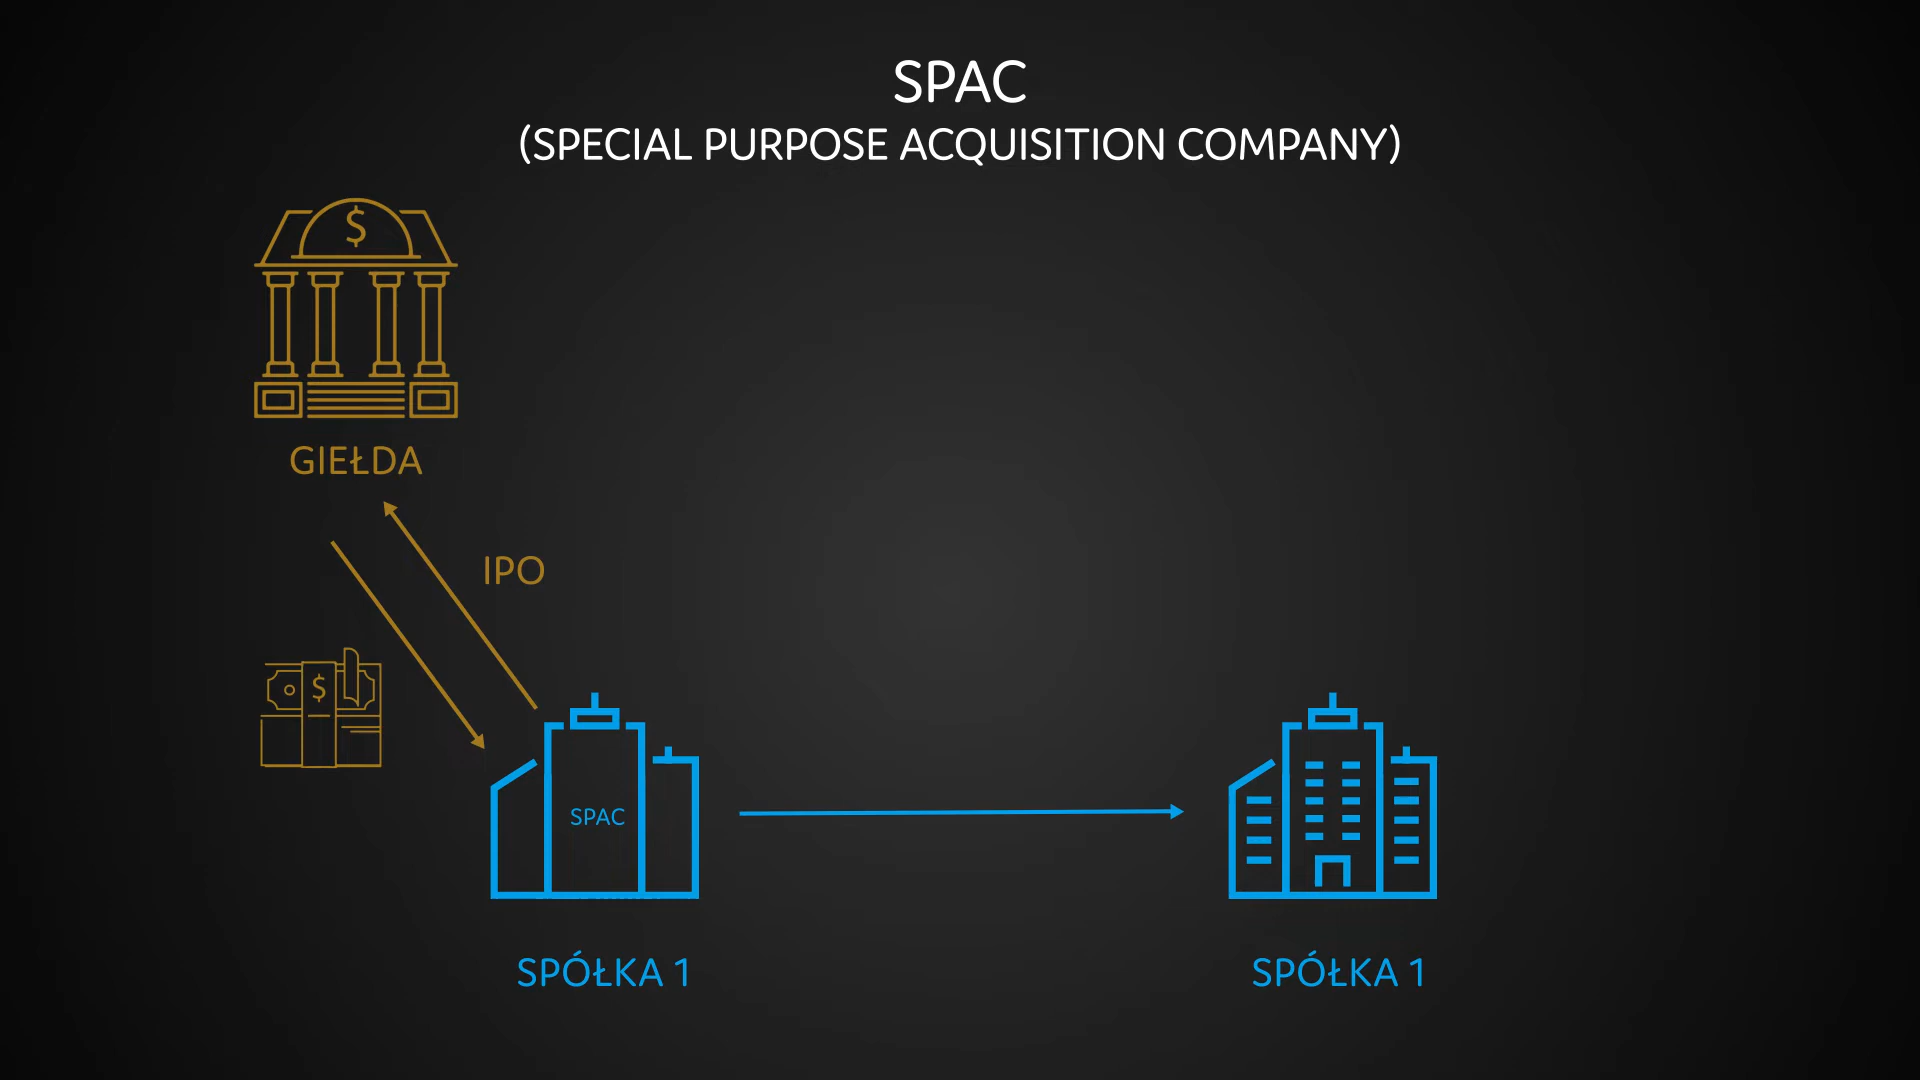 SPAC
(SPECIAL PURPOSE ACQUISITION COMPANY)
$
GIEŁDA
IPO
$
SPAC
SPÓŁKA 1
SPÓŁKA 1